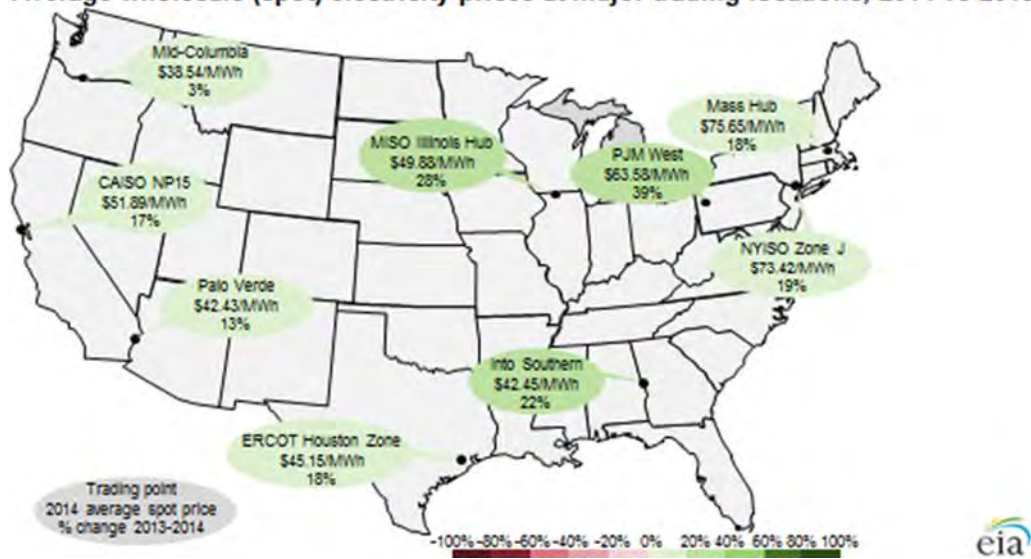 Mid-Columbia
$38.54/MWh
3%
Mass Hub
$75.65/MWh
18%
MISO Illinois Hub
$49.88/MWh
28%
PJM West
$63.58/MWh
39%
CAISO NP15
$51.89/MWh
17%
NYISO Zone J
$73.42/MWh
19%
Palo Verde
$42.43/MWh
13%
Into Southern
$42.45/MWh
22%
ERCOT Houston Zone
$45.15/MWh
18%
Trading point
2014 average spot price
% change 2013-2014
-100% -80% -60% -40% -20% 0% 20% 40% 60% 80% 100%
eia